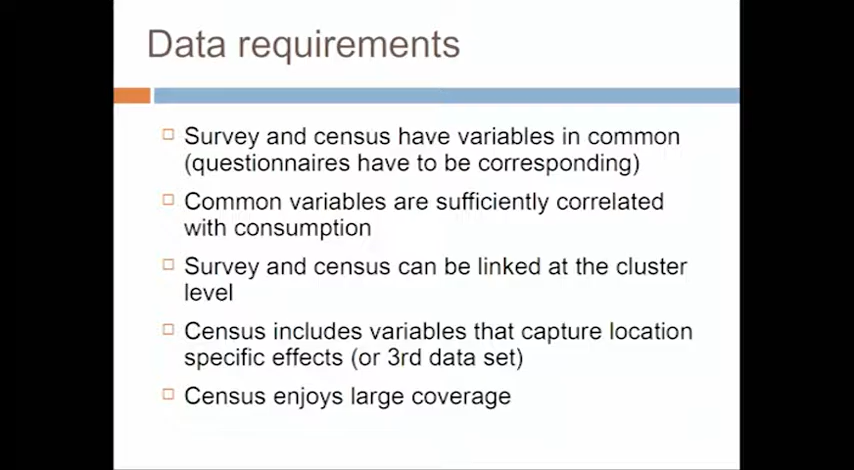 Data requirements
Survey and census have variables in common
(questionnaires have to be corresponding)
Common variables are sufficiently correlated
with consumption
Survey and census can be linked at the cluster
level
Census includes variables that capture location
specific effects (or 3rd data set)
Census enjoys large coverage